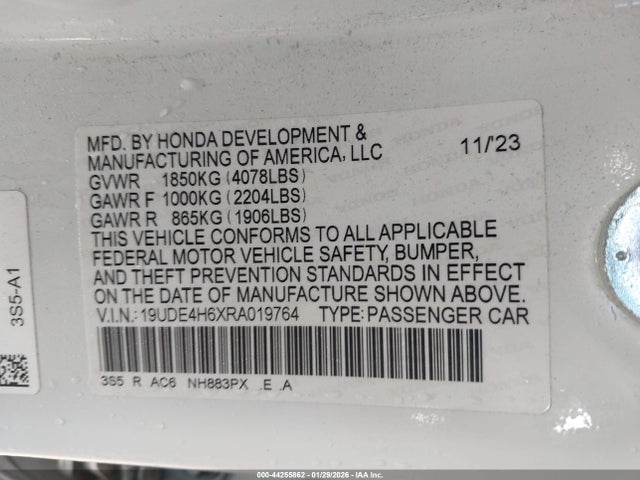 MFD. BY HONDA DEVELOPMENT &
MANUFACTURING OF AMERICA, LLC 11/23
GVWR 1850KG (4078LBS)
GAWR F 1000KG (2204LBS)
GAWR R 865KG (1906LBS)
THIS VEHICLE CONFORMS TO ALL APPLICABLE
FEDERAL MOTOR VEHICLE SAFETY, BUMPER,
AND THEFT PREVENTION STANDARDS IN EFFECT
ON THE DATE OF MANUFACTURE SHOWN ABOVE.
V.I.N.: 19UDE4H6XRA019764 TYPE: PASSENGER CAR
3S5 R AC6 NH883PX .E .A
3S5-A1
000-44255862 - 01/29/2026 - IAA Inc.